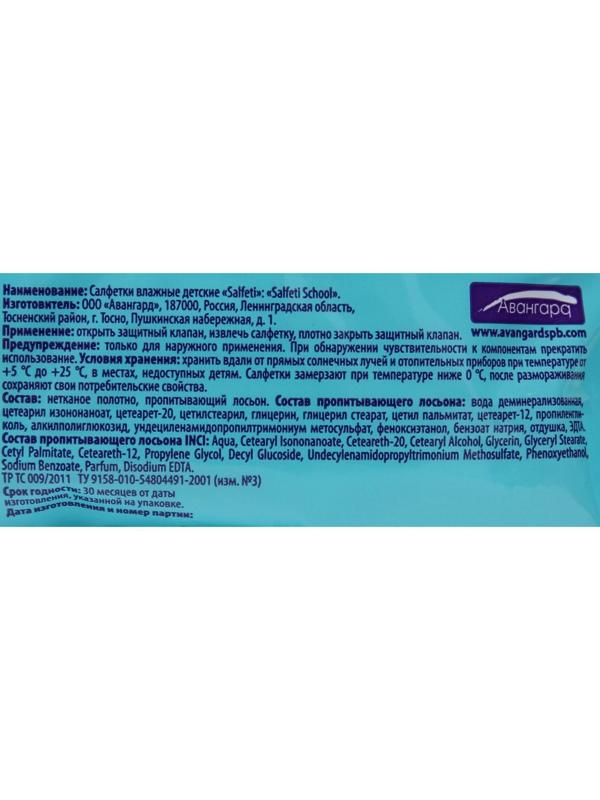 Наименование: Салфетки влажные детские «Salfeti»: «Salfeti School».
Изготовитель: ООО «Авангард», 187000, Россия, Ленинградская область,
Тосненский район, г. Тосно, Пушкинская набережная, д. 1.
Авангард
www.avangardspb.com
Применение: открыть защитный клапан, извлечь салфетку, плотно закрыть защитный клапан.
Предупреждение: только для наружного применения. При обнаружении чувствительности к компонентам прекратить
использование. Условия хранения: хранить вдали от прямых солнечных лучей и отопительных приборов при температуре от
+5 °C до +25 °C, в местах, недоступных детям. Салфетки замерзают при температуре ниже 0 °C, после размораживания
сохраняют свои потребительские свойства.
Состав: нетканое полотно, пропитывающий лосьон. Состав пропитывающего лосьона: вода деминерализованная,
цетеарил изононаноат, цетеарет-20, цетилстеарил, глицерин, глицерил стеарат, цетил пальмитат, цетеарет-12, пропиленгли-
коль, алкилполиглюкозид, ундециленамидопропилтримониум метосульфат, феноксиэтанол, бензоат натрия, отдушка, ЭДТА.
Состав пропитывающего лосьона INCI: Aqua, Cetearyl Isononanoate, Ceteareth-20, Cetearyl Alcohol, Glycerin, Glyceryl Stearate,
Cetyl Palmitate, Ceteareth-12, Propylene Glycol, Decyl Glucoside, Undecylenamidopropyltrimonium Methosulfate, Phenoxyethanol,
Sodium Benzoate, Parfum, Disodium EDTA.
ТР ТС 009/2011 ТУ 9158-010-54804491-2001 (изм. №3)
Срок годности: 30 месяцев от даты
изготовления, указанной на упаковке.
Дата изготовления и номер партии: